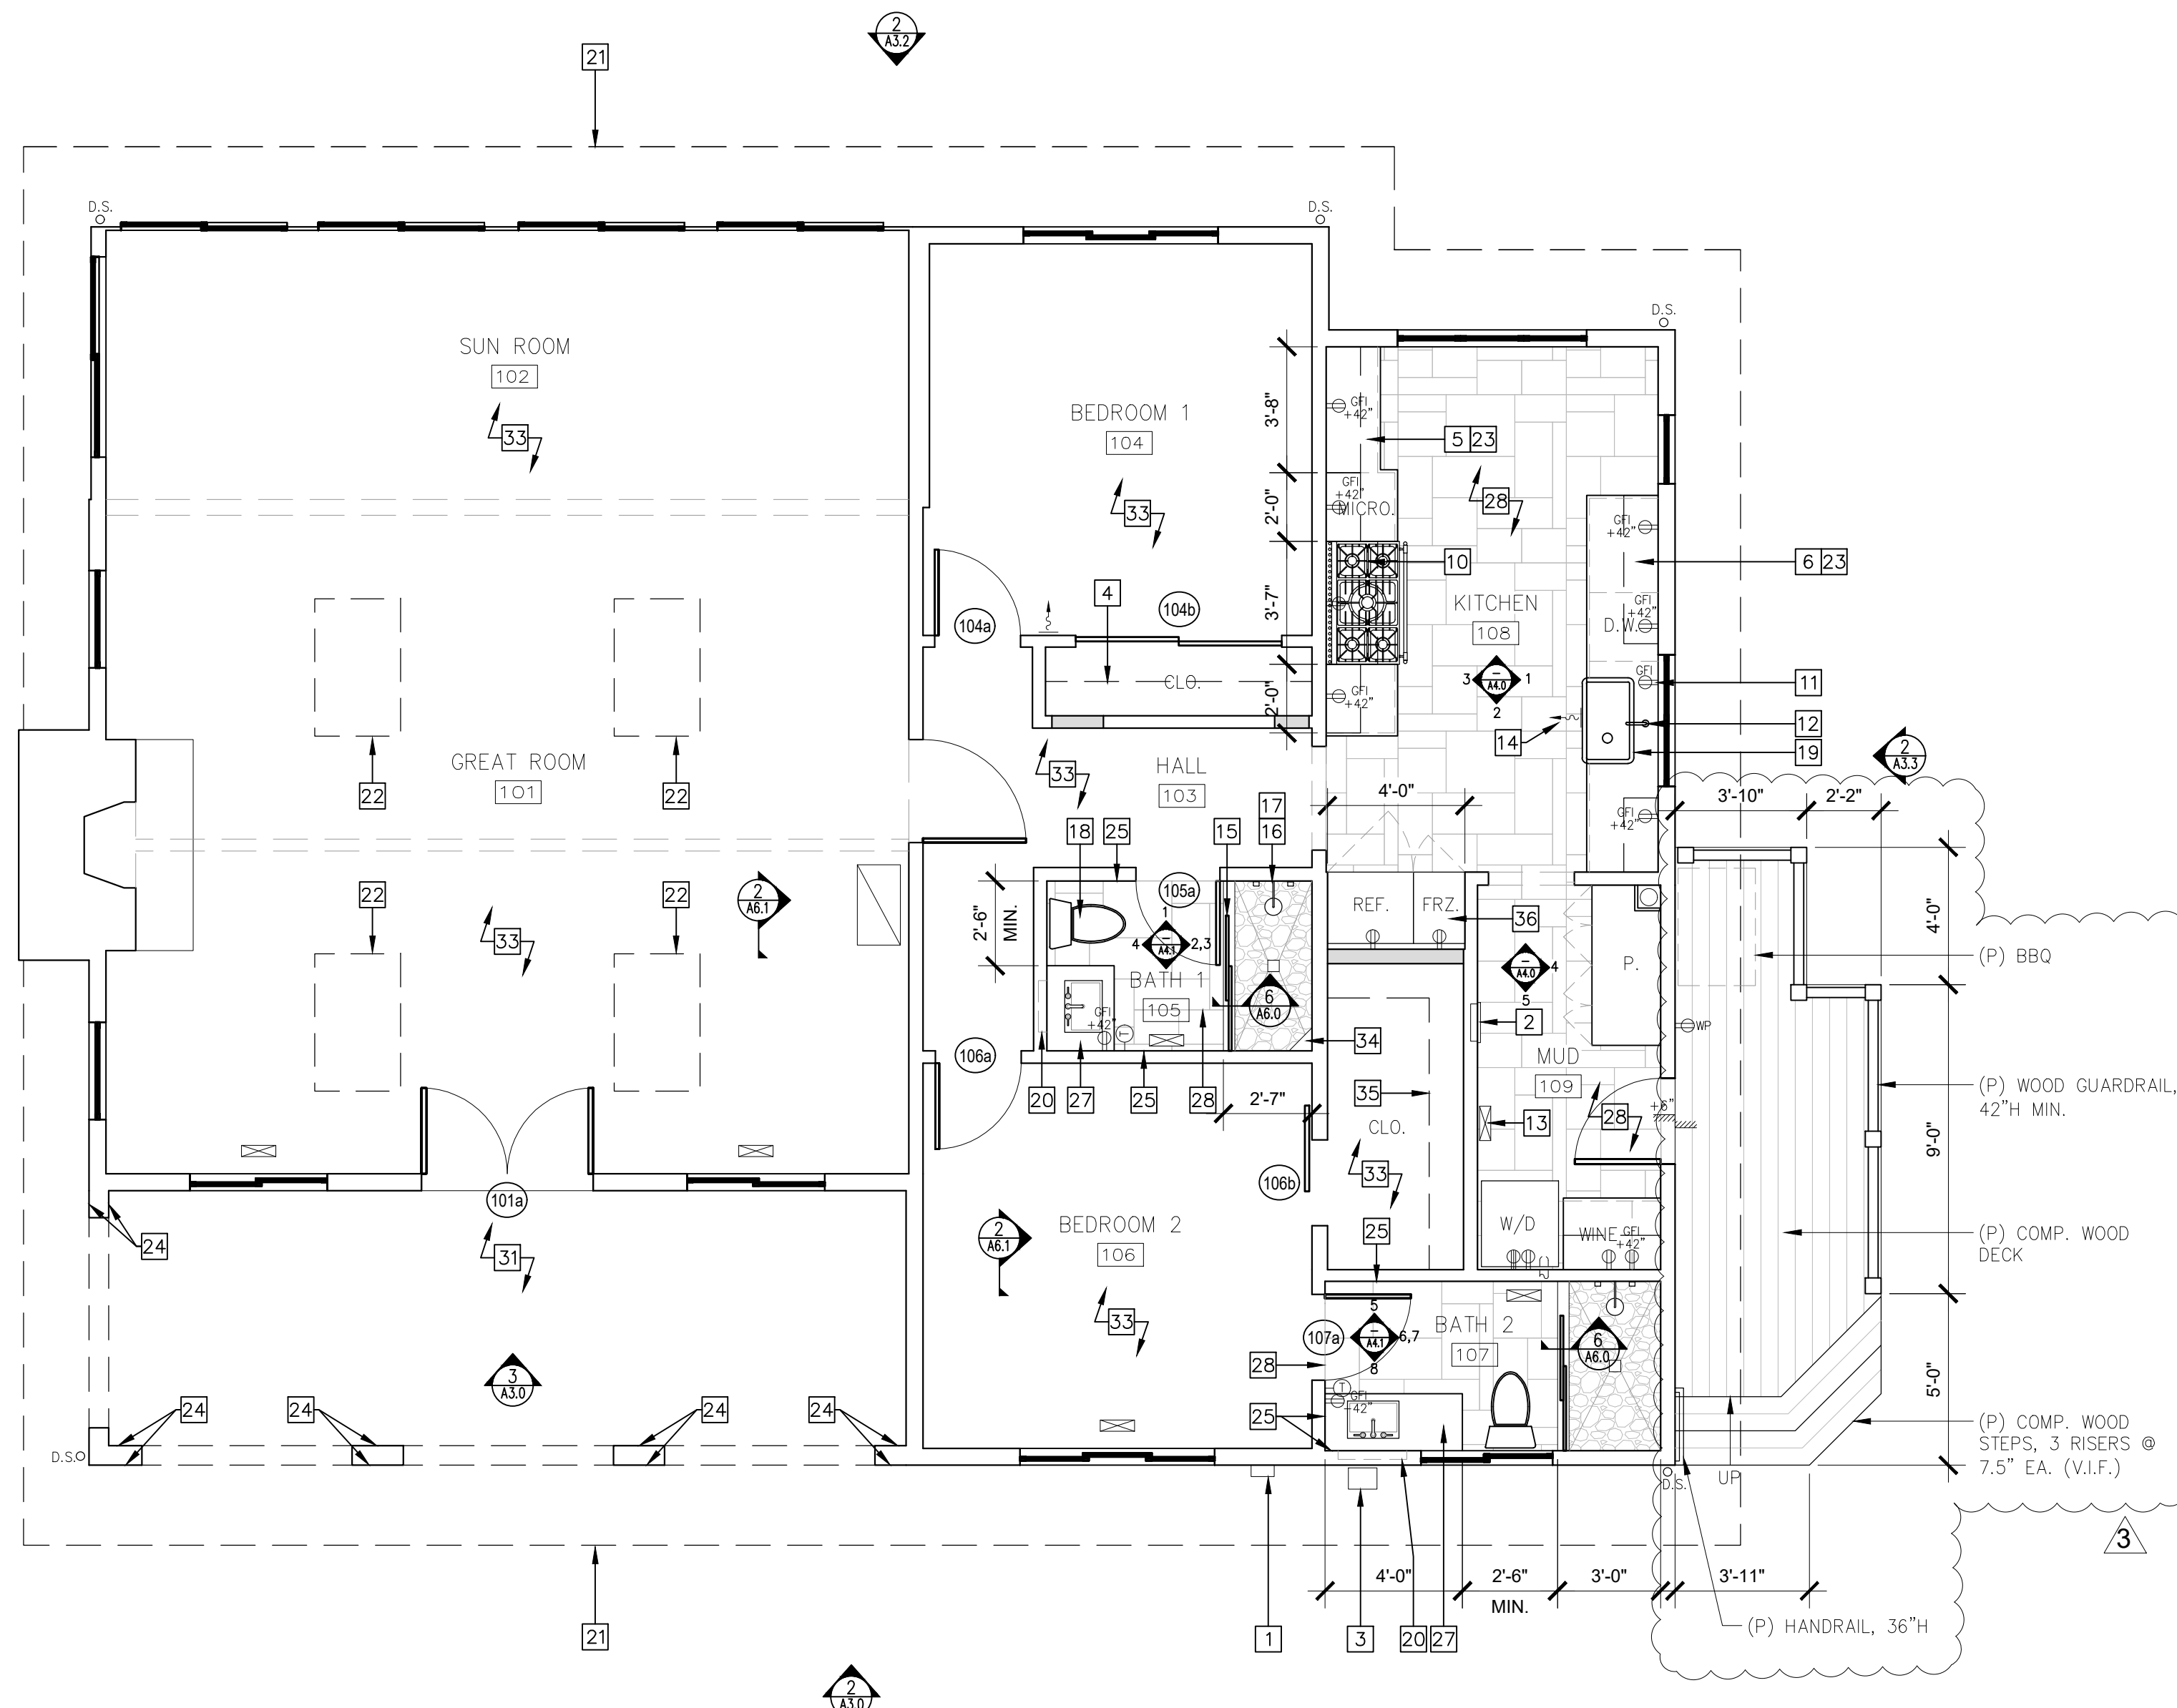 2
A3.2
21
D.S.
D.S.
D.S.
SUN ROOM
102
33
BEDROOM 1
104
33
3'-8"
2'-0"
3'-7"
2'-0"
GFI
+42"
5 23
GFI
+42"
MICRO.
28
GFI
+42"
10
6 23
KITCHEN
108
GFI
+42"
D.W.
4
104b
104a
CLO.
GFI
+42"
3
–
A4.0
1
2
GFI
11
12
14
19
2
A3.3
GREAT ROOM
101
22
22
HALL
103
33
4'-0"
17
16
GFI
+42"
3'-10"
2'-2"
18
25
15
105a
22
22
2
A6.1
33
2'-6"
MIN.
1
4
–
A4.1
2,3
BATH 1
105
GFI
+42"
T
6
A6.0
REF.
FRZ.
36
–
A4.0
4
5
P.
4'-0"
(P) BBQ
2
WP
34
MUD
109
106a
20
27
25
28
2'-7"
35
CLO.
13
28
+6"
(P) WOOD GUARDRAIL,
42"H MIN.
9'-0"
33
106b
101a
24
31
2
A6.1
BEDROOM 2
106
25
W/D
WINE
GFI
+42"
(P) COMP. WOOD
DECK
33
5
107a
–
A4.1
6,7
8
BATH 2
107
6
A6.0
28
T
GFI
+42"
3
A3.0
24
24
24
24
25
5'-0"
(P) COMP. WOOD
STEPS, 3 RISERS @
7.5" EA. (V.I.F.)
D.S.
D.S.
UP
3
4'-0"
2'-6"
MIN.
3'-0"
3'-11"
21
1
3
20
27
(P) HANDRAIL, 36"H
2
A3.0